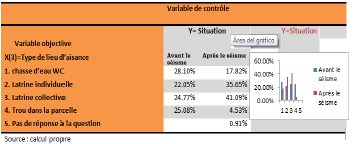 Variable de contrôle
Y= Situation
Y=Situation
Área del gráfico
Variable objective
X(3)=Type de lieu d'aisance
Avant le séisme
Après le séisme
1. chasse d'eau WC 28.10% 17.82%
2. Latrine individuelle 22.05% 35.65%
3. Latrine collective 24.77% 41.09%
4. Trou dans la parcelle 25.08% 4.53%
5. Pas de réponse à la question 0.91%
60.00%
40.00%
20.00%
0.00%
1 2 3 4 5
Avant le séisme
Après le séisme
Source : calcul propre